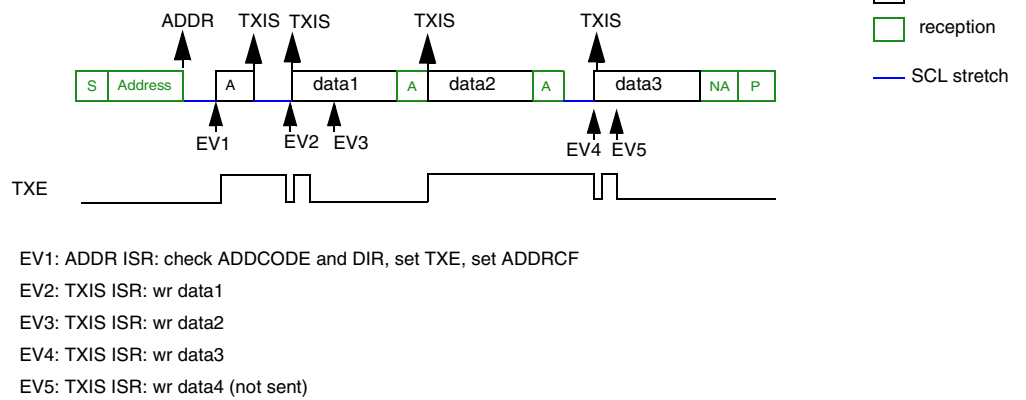 ADDR TXIS TXIS TXIS TXIS
reception
S Address A data1 A data2 A data3 NA P
SCL stretch
EV1 EV2 EV3 EV4 EV5
TXE
EV1: ADDR ISR: check ADDCODE and DIR, set TXE, set ADDRCF
EV2: TXIS ISR: wr data1
EV3: TXIS ISR: wr data2
EV4: TXIS ISR: wr data3
EV5: TXIS ISR: wr data4 (not sent)